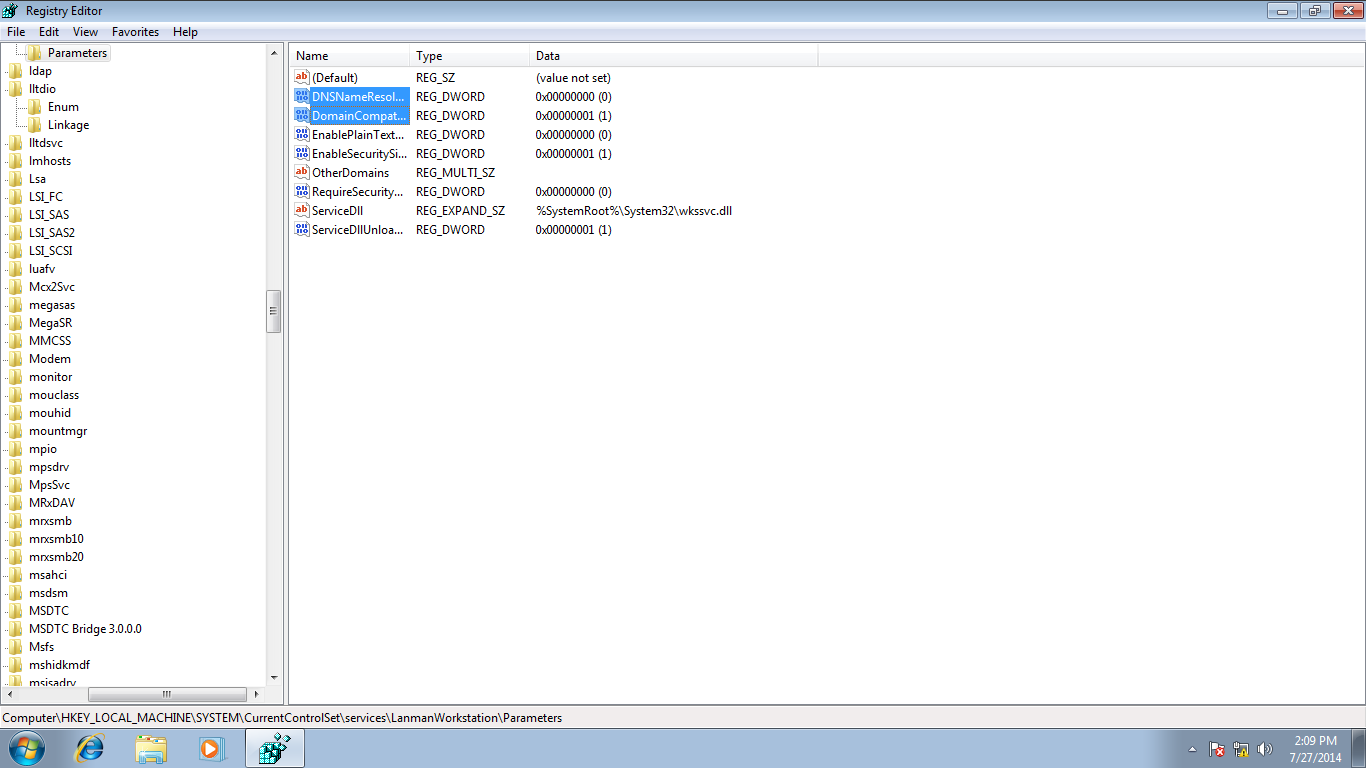 Registry Editor
File Edit View Favorites Help
Parameters
ldap
lltdio
Enum
Linkage
lltdsvc
lmhosts
Lsa
LSI_FC
LSI_SAS
LSI_SAS2
LSI_SCSI
luafv
Mcx2Svc
megasas
MegaSR
MMCSS
Modem
monitor
mouclass
mouhid
mountmgr
mpio
mpsdrv
MpsSvc
MRxDAV
mrxsmb
mrxsmb10
mrxsmb20
msahci
msdsm
MSDTC
MSDTC Bridge 3.0.0.0
Msfs
mshidkmdf
msisadrv
Name Type Data
(Default) REG_SZ (value not set)
DNSNameResol... REG_DWORD 0x00000000 (0)
DomainCompat... REG_DWORD 0x00000001 (1)
EnablePlainText... REG_DWORD 0x00000000 (0)
EnableSecuritySi... REG_DWORD 0x00000001 (1)
OtherDomains REG_MULTI_SZ
RequireSecurity... REG_DWORD 0x00000000 (0)
ServiceDll REG_EXPAND_SZ %SystemRoot%\System32\wkssvc.dll
ServiceDllUnloa... REG_DWORD 0x00000001 (1)
Computer\HKEY_LOCAL_MACHINE\SYSTEM\CurrentControlSet\services\LanmanWorkstation\Parameters
2:09 PM
7/27/2014